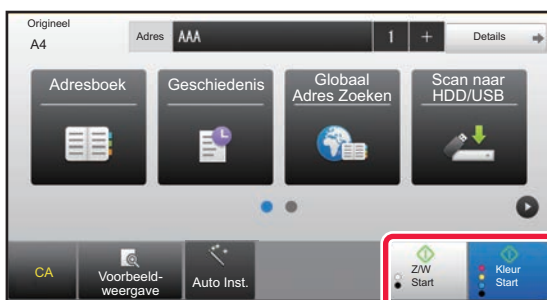 Origineel
A4
Adres AAA 1 + Details
Adresboek
Geschiedenis
Globaal
Adres Zoeken
Scan naar
HDD/USB
CA
Voorbeeld-
weergave
Auto Inst.
Z/W
Start
Kleur
Start